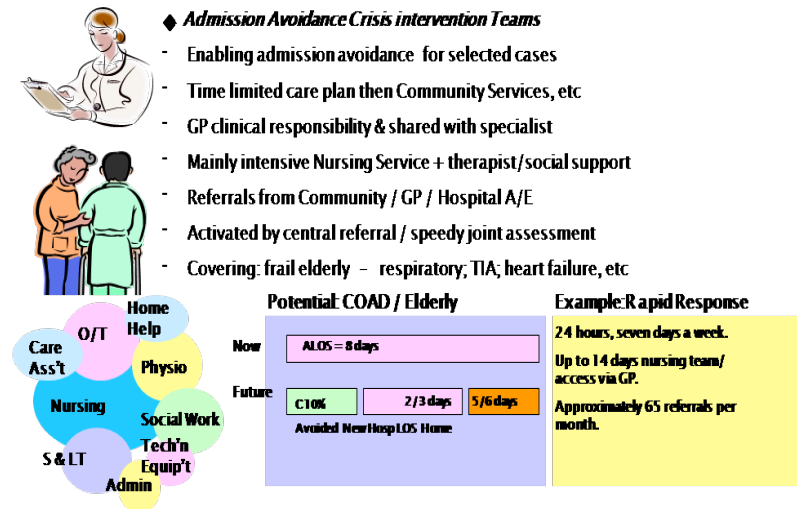 ♦ Admission Avoidance Crisis intervention Teams
- Enabling admission avoidance for selected cases
- Time limited care plan then Community Services, etc
- GP clinical responsibility & shared with specialist
- Mainly intensive Nursing Service + therapist/social support
- Referrals from Community / GP / Hospital A/E
- Activated by central referral / speedy joint assessment
- Covering: frail elderly – respiratory; TIA; heart failure, etc
Home
Help
O/T
Care
Ass't
Physio
Nursing
Social Work
Tech'n
Equip't
S & LT
Admin
Potential: COAD / Elderly
Now
ALOS = 8 days
Future
C10%
2/3 days
5/6 days
Avoided New Hosp LOS Home
Example:Rapid Response
24 hours, seven days a week.
Up to 14 days nursing team/
access via GP.
Approximately 65 referrals per
month.